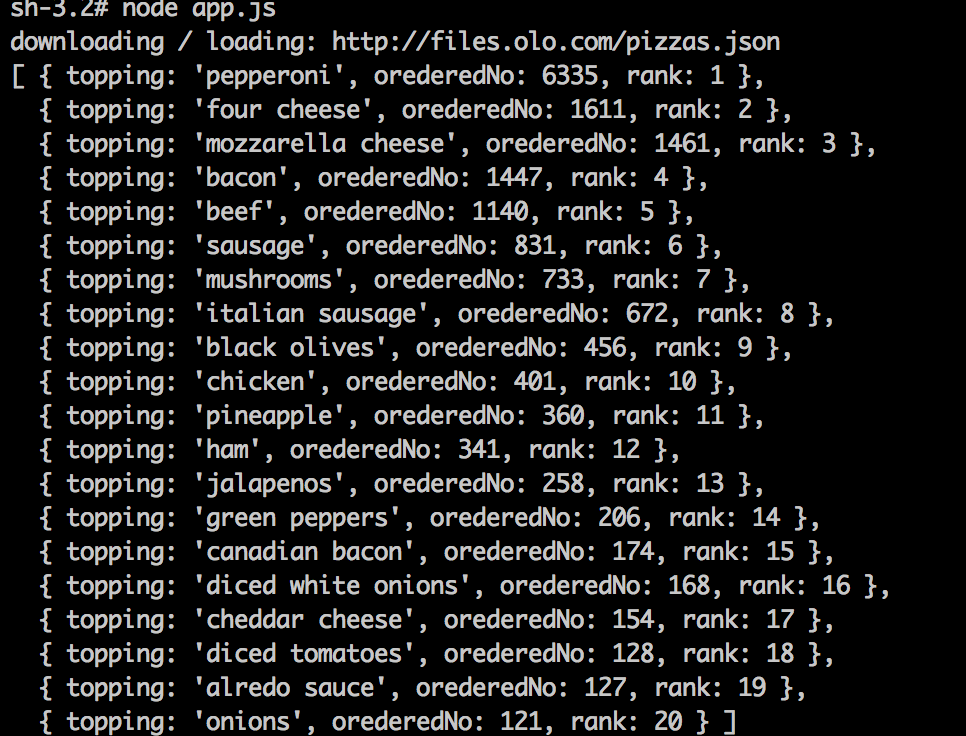 sh-3.2# node app.js
downloading / loading: http://files.olo.com/pizzas.json
[ { topping: 'pepperoni', orederedNo: 6335, rank: 1 },
  { topping: 'four cheese', orederedNo: 1611, rank: 2 },
  { topping: 'mozzarella cheese', orederedNo: 1461, rank: 3 },
  { topping: 'bacon', orederedNo: 1447, rank: 4 },
  { topping: 'beef', orederedNo: 1140, rank: 5 },
  { topping: 'sausage', orederedNo: 831, rank: 6 },
  { topping: 'mushrooms', orederedNo: 733, rank: 7 },
  { topping: 'italian sausage', orederedNo: 672, rank: 8 },
  { topping: 'black olives', orederedNo: 456, rank: 9 },
  { topping: 'chicken', orederedNo: 401, rank: 10 },
  { topping: 'pineapple', orederedNo: 360, rank: 11 },
  { topping: 'ham', orederedNo: 341, rank: 12 },
  { topping: 'jalapenos', orederedNo: 258, rank: 13 },
  { topping: 'green peppers', orederedNo: 206, rank: 14 },
  { topping: 'canadian bacon', orederedNo: 174, rank: 15 },
  { topping: 'diced white onions', orederedNo: 168, rank: 16 },
  { topping: 'cheddar cheese', orederedNo: 154, rank: 17 },
  { topping: 'diced tomatoes', orederedNo: 128, rank: 18 },
  { topping: 'alredo sauce', orederedNo: 127, rank: 19 },
  { topping: 'onions', orederedNo: 121, rank: 20 } ]